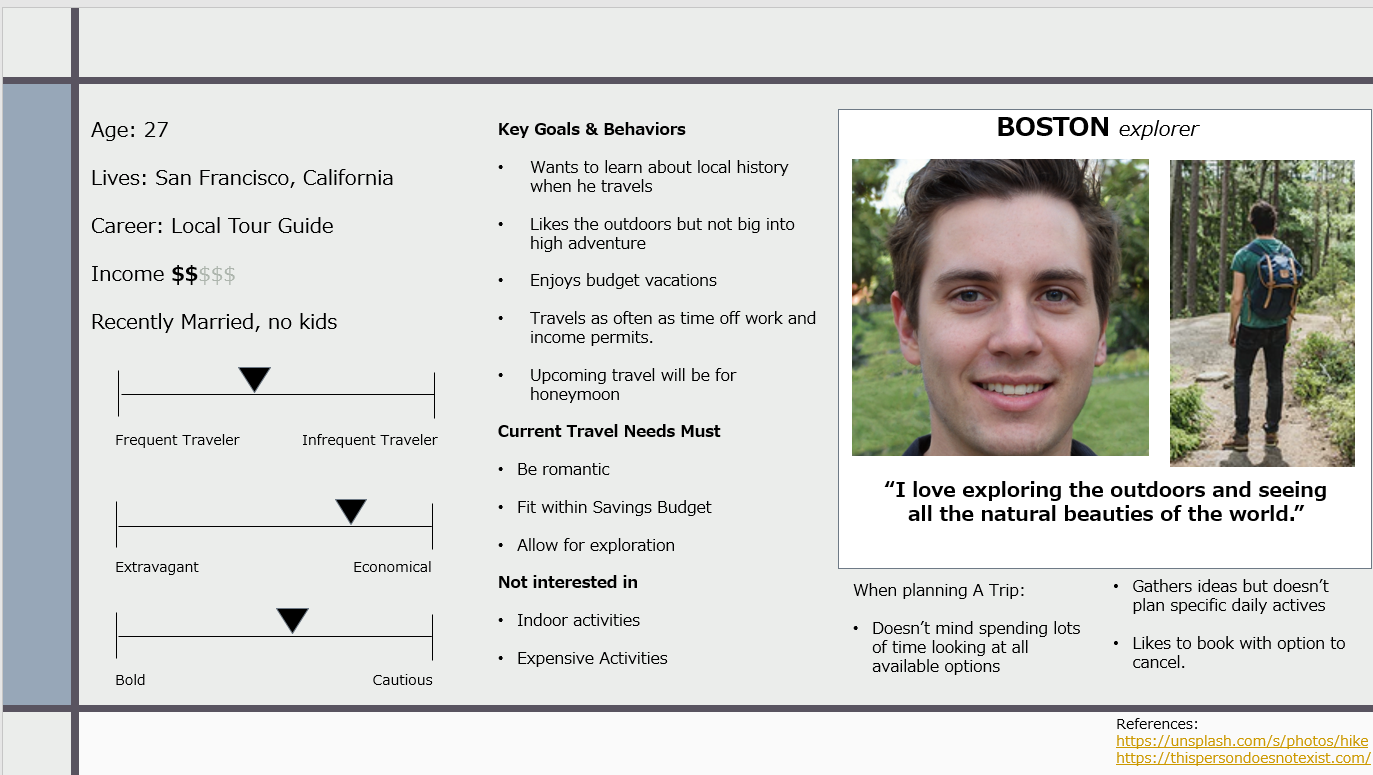 Age: 27
Lives: San Francisco, California
Career: Local Tour Guide
Income $$$$$
Recently Married, no kids
Frequent Traveler
Infrequent Traveler
Extravagant
Economical
Bold
Cautious
Key Goals & Behaviors
• Wants to learn about local history
when he travels
• Likes the outdoors but not big into
high adventure
• Enjoys budget vacations
• Travels as often as time off work and
income permits.
• Upcoming travel will be for
honeymoon
Current Travel Needs Must
• Be romantic
• Fit within Savings Budget
• Allow for exploration
Not interested in
• Indoor activities
• Expensive Activities
BOSTON explorer
“I love exploring the outdoors and seeing
all the natural beauties of the world.”
When planning A Trip:
• Doesn’t mind spending lots
of time looking at all
available options
• Gathers ideas but doesn’t
plan specific daily actives
• Likes to book with option to
cancel.
References:
https://unsplash.com/s/photos/hike
https://thispersondoesnotexist.com/